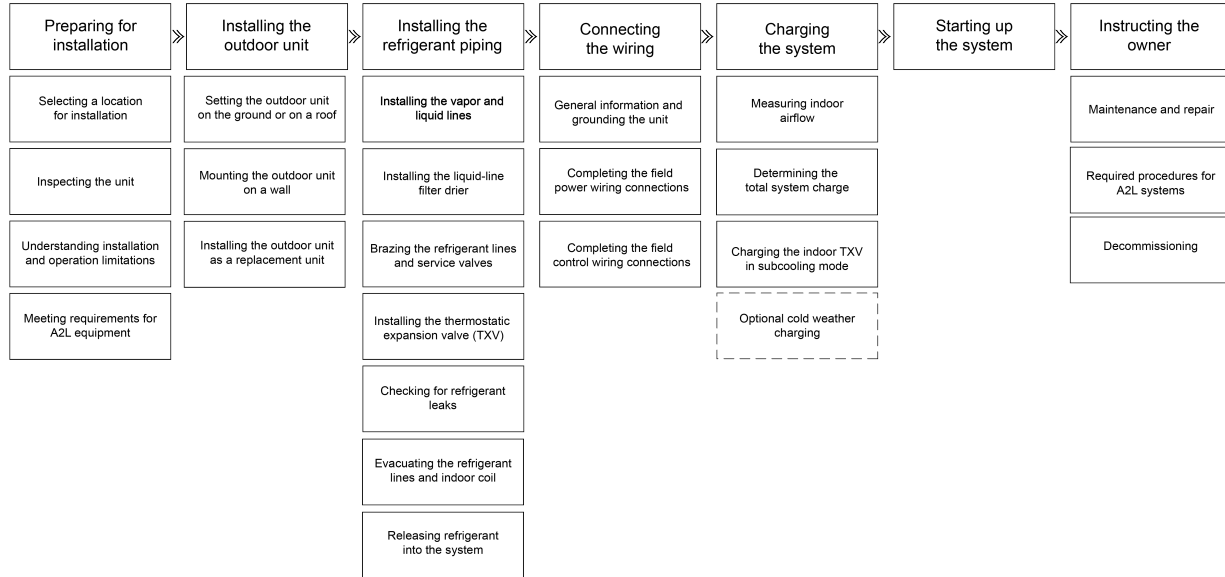 Preparing for
installation
Selecting a location
for installation
Inspecting the unit
Understanding installation
and operation limitations
Meeting requirements for
A2L equipment
Installing the
outdoor unit
Setting the outdoor unit
on the ground or on a roof
Mounting the outdoor unit
on a wall
Installing the outdoor unit
as a replacement unit
Installing the
refrigerant piping
Installing the vapor and
liquid lines
Installing the liquid-line
filter drier
Brazing the refrigerant lines
and service valves
Installing the thermostatic
expansion valve (TXV)
Checking for refrigerant
leaks
Evacuating the refrigerant
lines and indoor coil
Releasing refrigerant
into the system
Connecting
the wiring
General information and
grounding the unit
Completing the field
power wiring connections
Completing the field
control wiring connections
Charging
the system
Measuring indoor
airflow
Determining the
total system charge
Charging the indoor TXV
in subcooling mode
Optional cold weather
charging
Starting up
the system
Instructing the
owner
Maintenance and repair
Required procedures for
A2L systems
Decommissioning